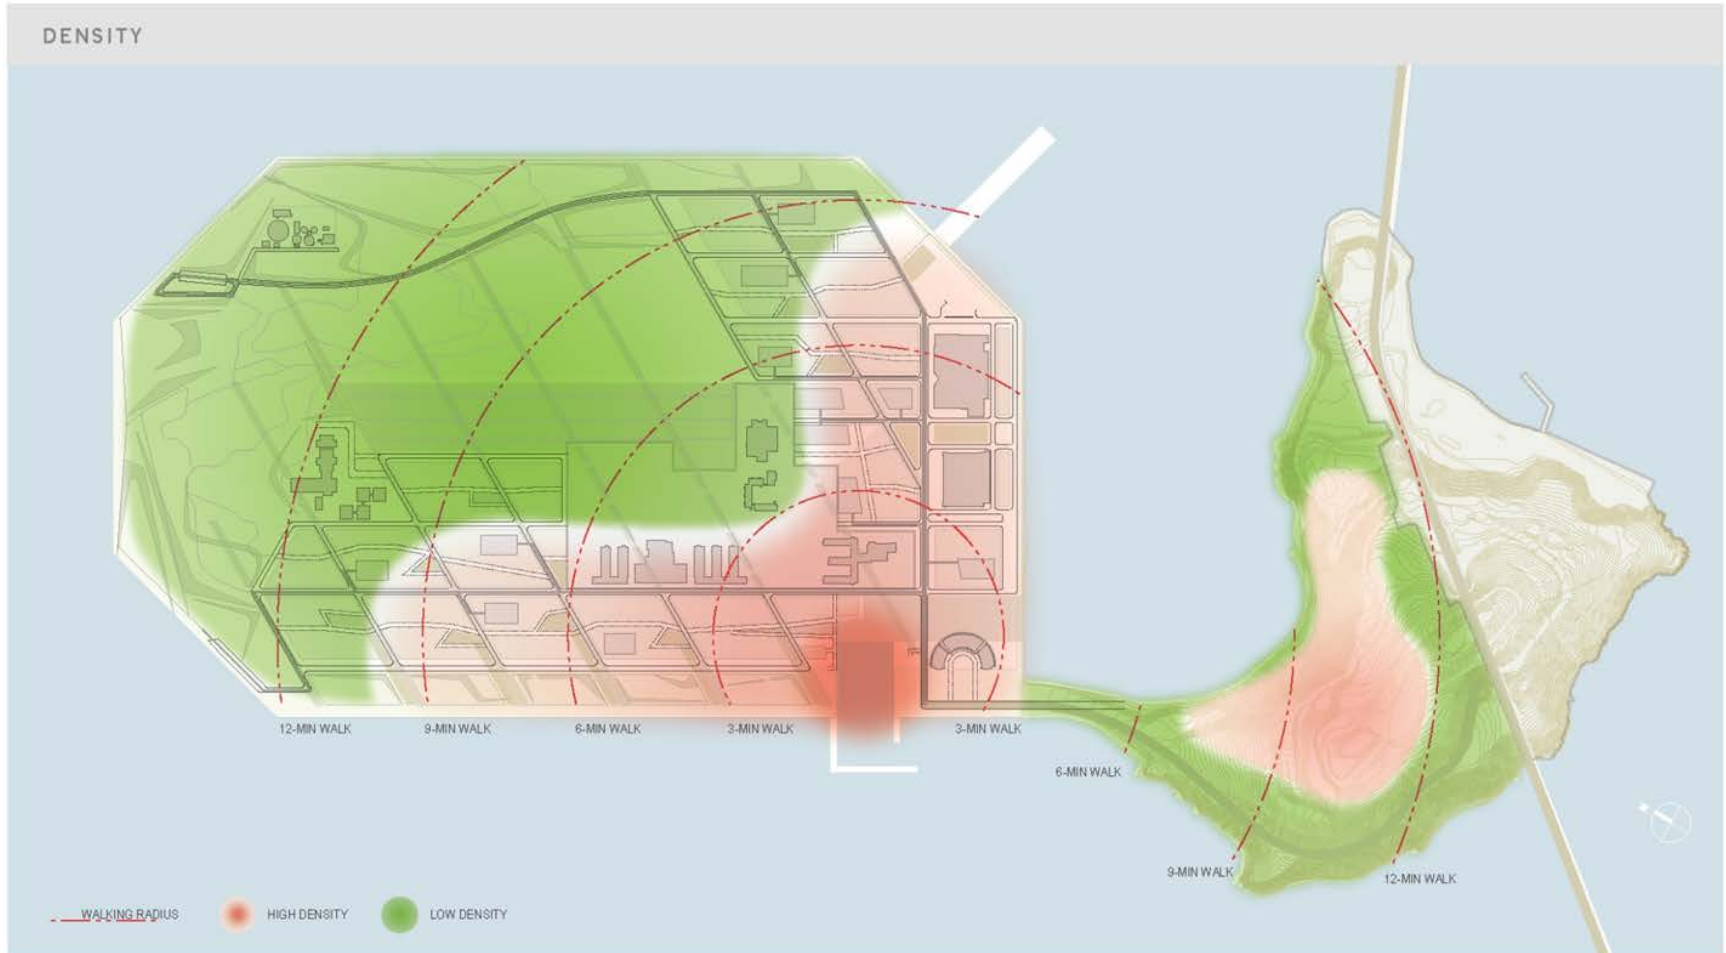 DENSITY
12-MIN WALK
9-MIN WALK
6-MIN WALK
3-MIN WALK
3-MIN WALK
6-MIN WALK
9-MIN WALK
12-MIN WALK
WALKING RADIUS
HIGH DENSITY
LOW DENSITY